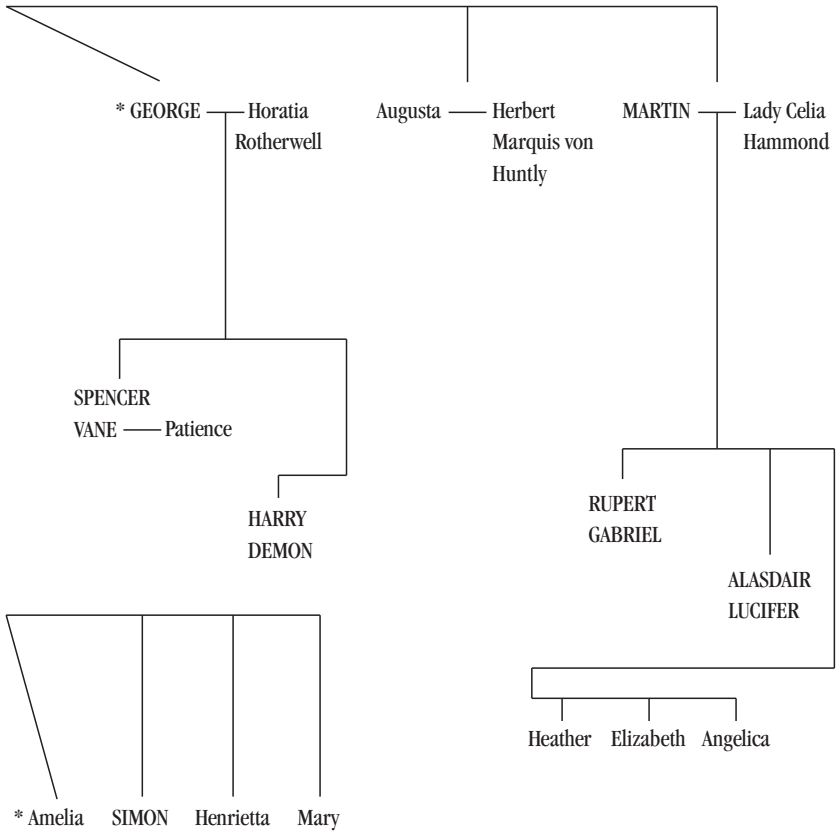 * GEORGE Horatia
Rotherwell
Augusta Herbert
Marquis von
Huntly
MARTIN Lady Celia
Hammond
SPENCER
VANE Patience
HARRY
DEMON
RUPERT
GABRIEL
ALASDAIR
LUCIFER
Heather Elizabeth Angelica
* Amelia SIMON Henrietta Mary